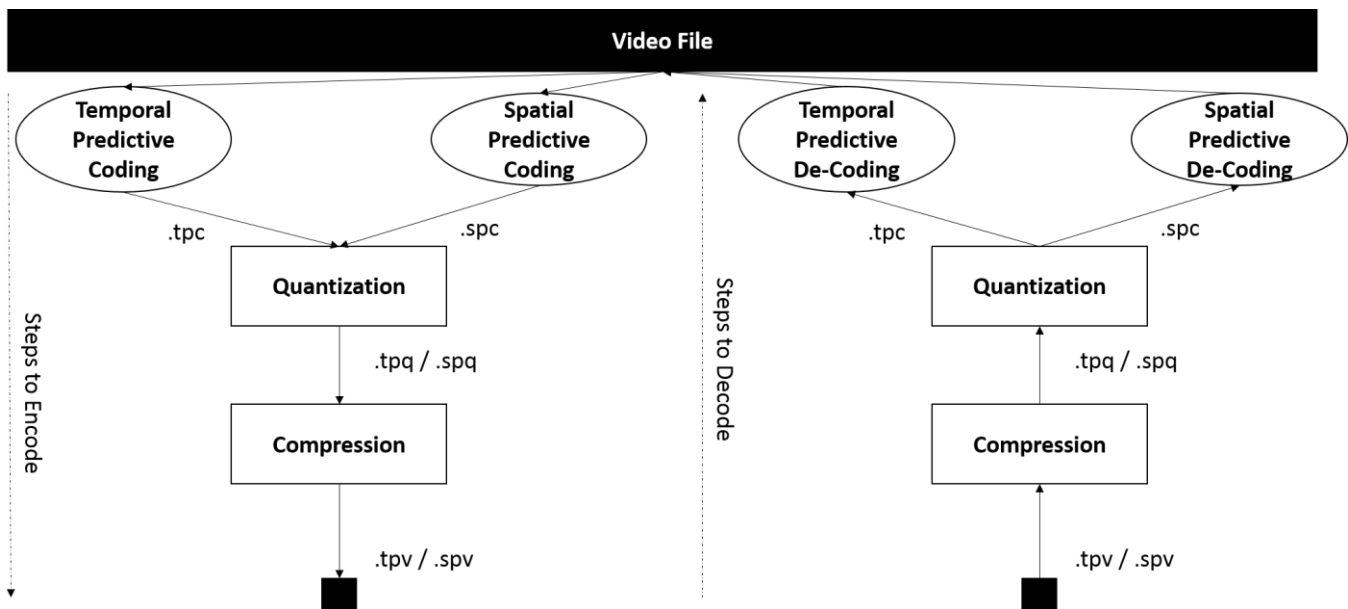 Video File
Temporal
Predictive
Coding
Spatial
Predictive
Coding
Temporal
Predictive
De-Coding
Spatial
Predictive
De-Coding
.tpc
.spc
.tpc
.spc
Quantization
Quantization
Steps to Encode
Steps to Decode
.tpq / .spq
.tpq / .spq
Compression
Compression
.tpv / .spv
.tpv / .spv